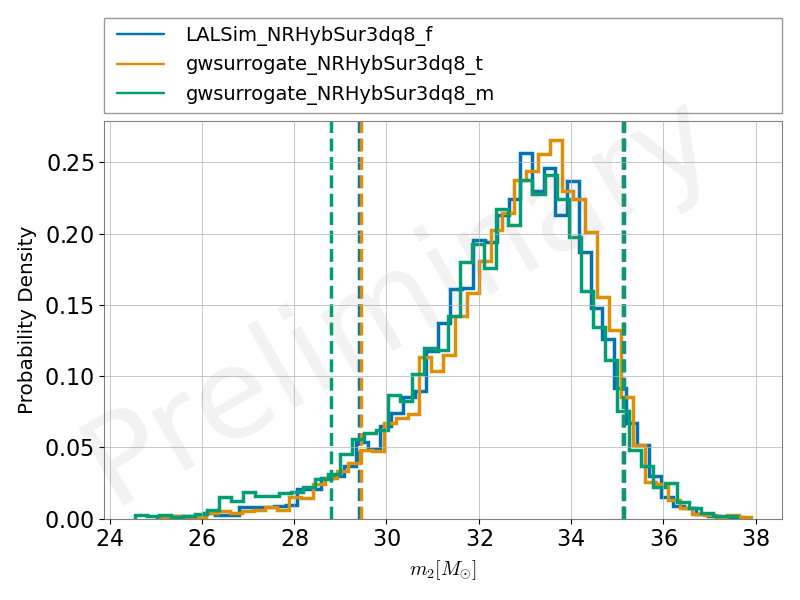 LALSim_NRHybSur3dq8_f
gwsurrogate_NRHybSur3dq8_t
gwsurrogate_NRHybSur3dq8_m
Preliminary
Probability Density
0.25
0.20
0.15
0.10
0.05
0.00
24 26 28 30 32 34 36 38
m₂[M⊙]